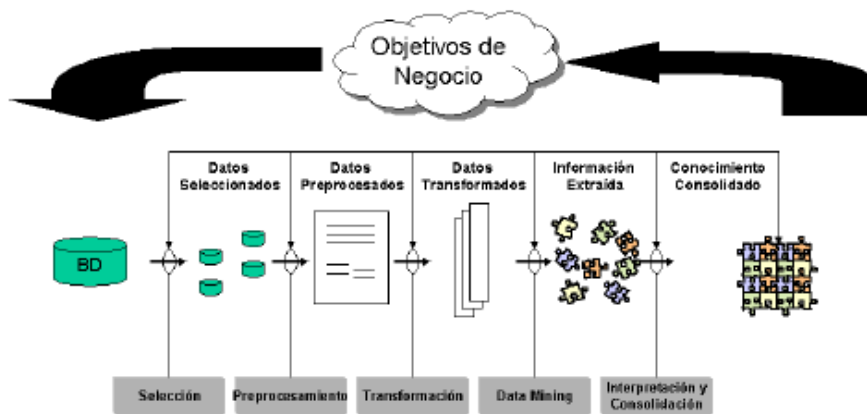 Objetivos de
Negocio
Datos
Seleccionados
Datos
Preprocesados
Datos
Transformados
Información
Extraída
Conocimiento
Consolidado
BD
Selección
Preprocesamiento
Transformación
Data Mining
Interpretación y
Consolidación